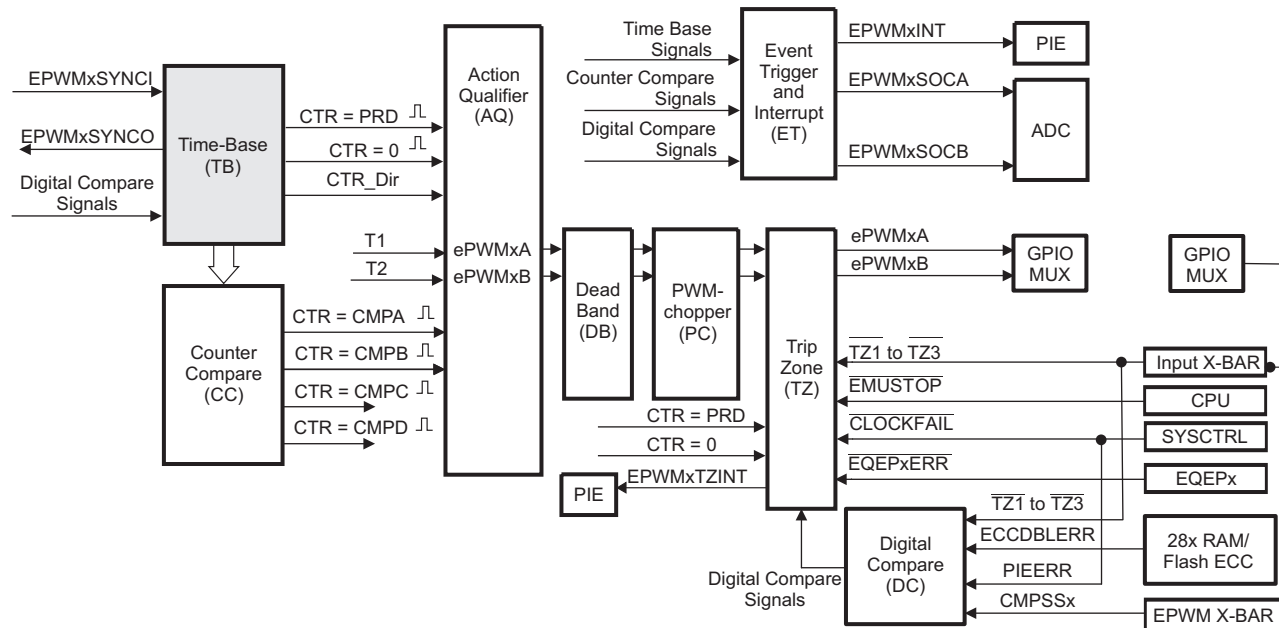 EPWMxSYNCI
EPWMxSYNCO
Digital Compare
Signals
Time-Base
(TB)
CTR = PRD
CTR = 0
CTR_Dir
T1
T2
Counter
Compare
(CC)
CTR = CMPA
CTR = CMPB
CTR = CMPC
CTR = CMPD
Action
Qualifier
(AQ)
ePWMxA
ePWMxB
Time Base
Signals
Counter Compare
Signals
Digital Compare
Signals
Event
Trigger
and
Interrupt
(ET)
EPWMxINT
EPWMxSOCA
EPWMxSOCB
PIE
ADC
Dead
Band
(DB)
PWM-
chopper
(PC)
Trip
Zone
(TZ)
CTR = PRD
CTR = 0
EPWMxTZINT
PIE
ePWMxA
ePWMxB
GPIO
MUX
GPIO
MUX
TZ1 to TZ3
EMUSTOP
CLOCKFAIL
EQEPxERR
Input X-BAR
CPU
SYSCTRL
EQEPx
Digital Compare
Signals
Digital
Compare
(DC)
TZ1 to TZ3
ECCDBLERR
PIEERR
CMPSSx
28x RAM/
Flash ECC
EPWM X-BAR